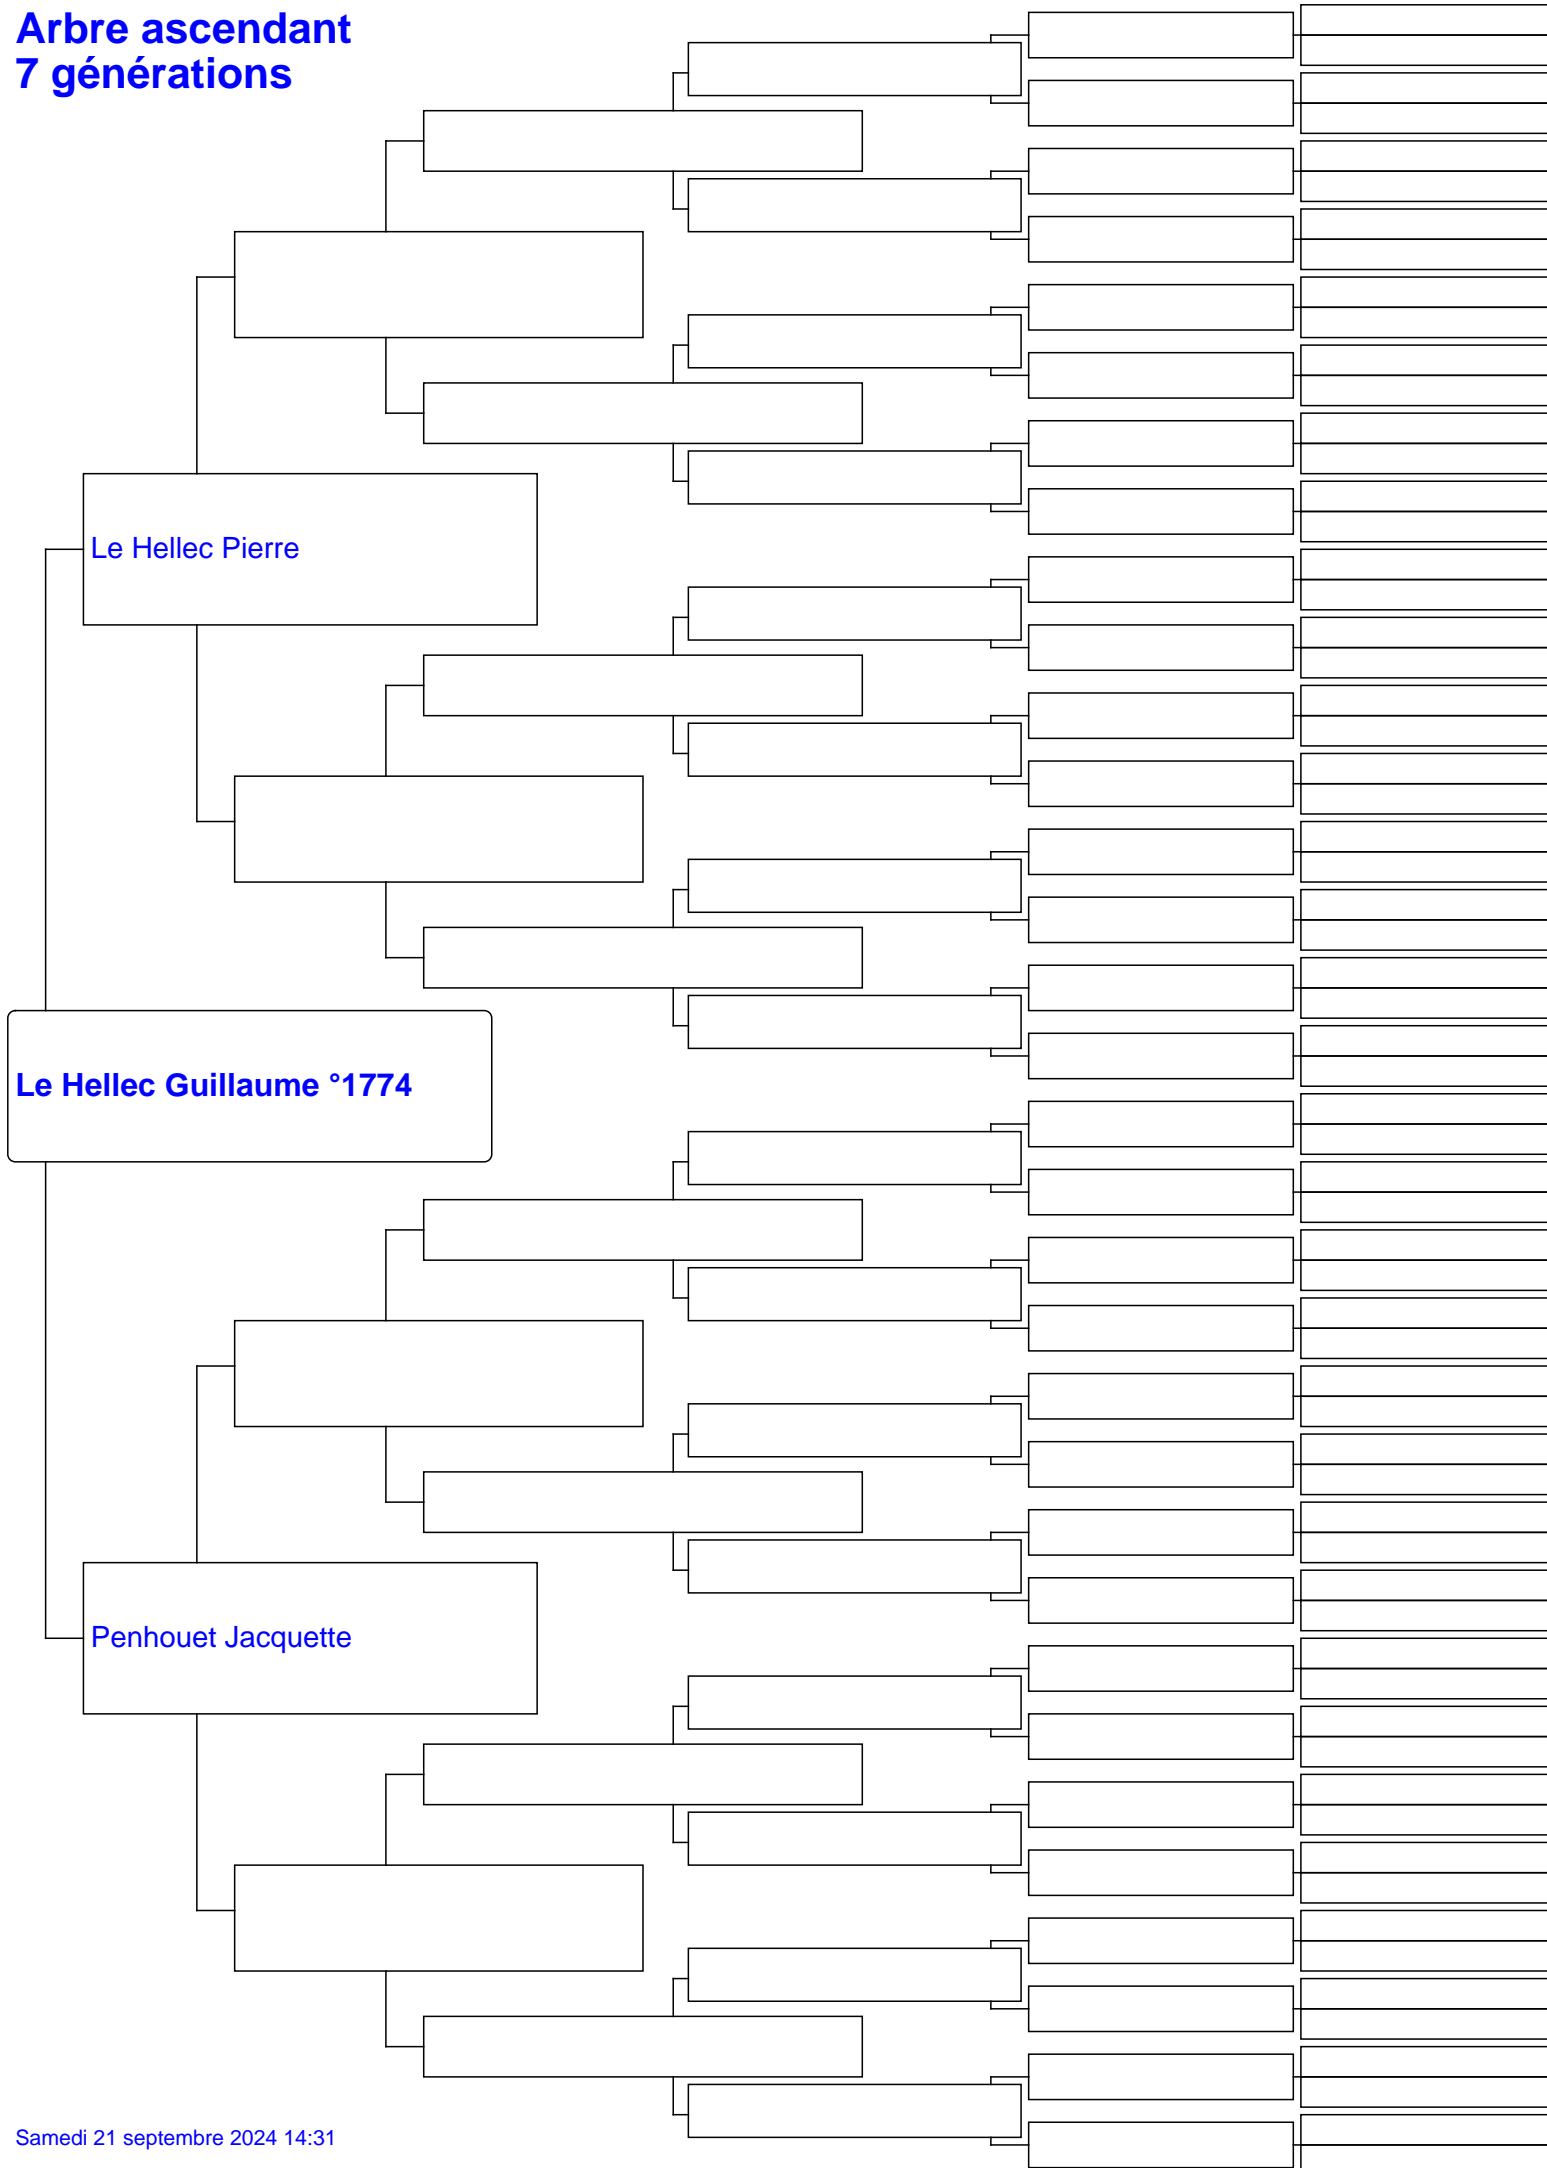 Arbre ascendant
7 générations
Le Hellec Pierre
Le Hellec Guillaume °1774
Penhouet Jacquette
Samedi 21 septembre 2024 14:31